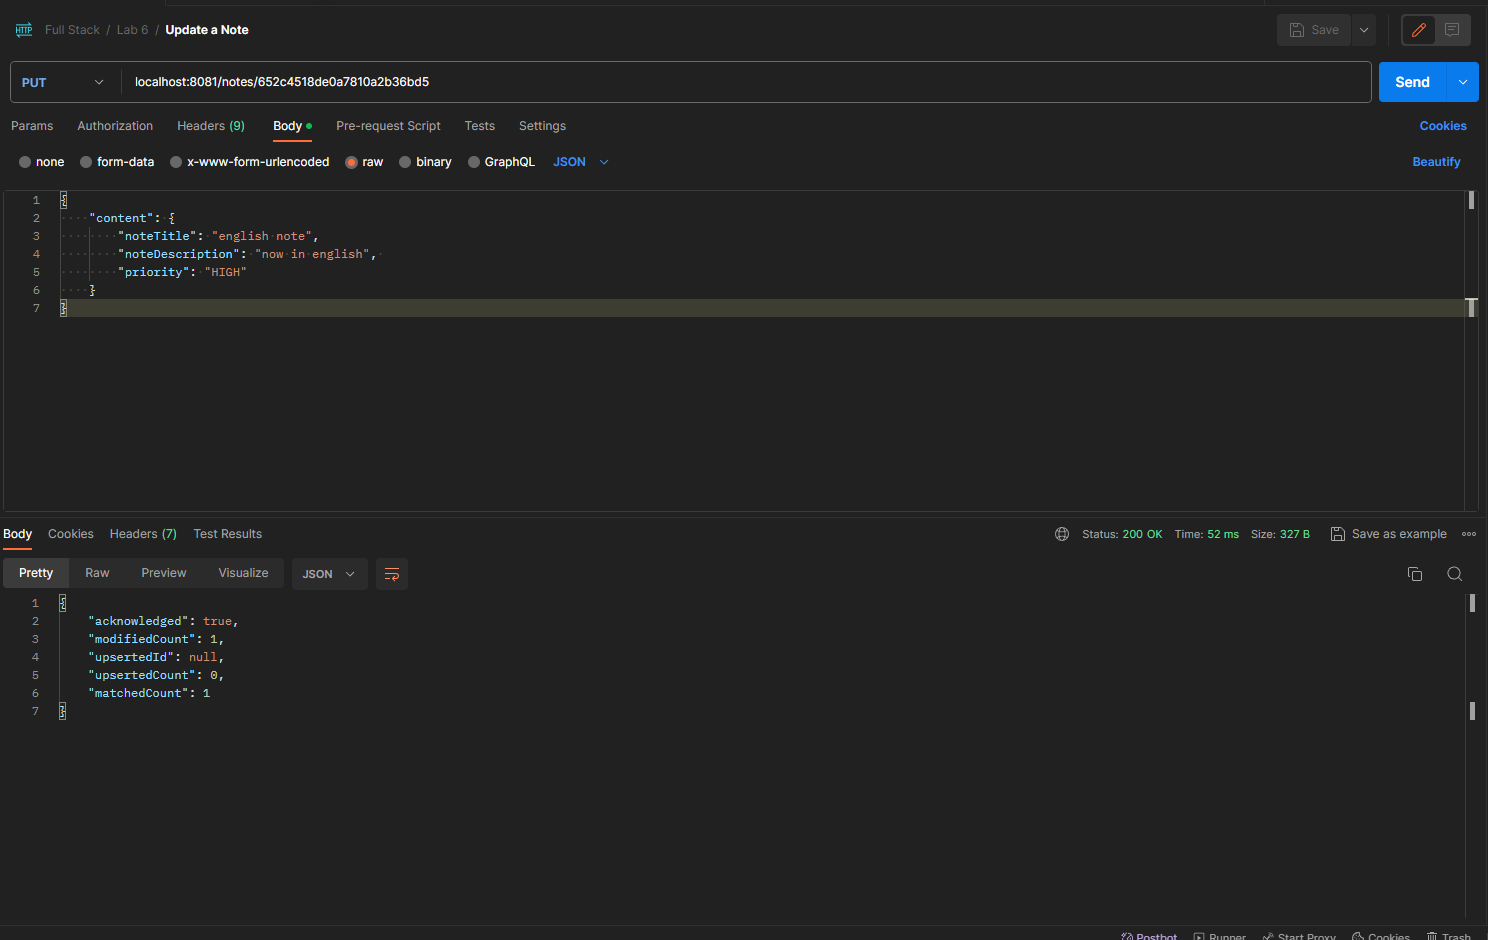 HTTP Full Stack / Lab 6 / Update a Note Save
PUT localhost:8081/notes/652c4518de0a7810a2b36bd5 Send
Params Authorization Headers (9) Body Pre-request Script Tests Settings Cookies
none form-data x-www-form-urlencoded raw binary GraphQL JSON Beautify
1 {
2 "content": {
3 "noteTitle": "english note",
4 "noteDescription": "now in english",
5 "priority": "HIGH"
6 }
7 }
Body Cookies Headers (7) Test Results Status: 200 OK Time: 52 ms Size: 327 B Save as example
Pretty Raw Preview Visualize JSON
1 {
2 "acknowledged": true,
3 "modifiedCount": 1,
4 "upsertedId": null,
5 "upsertedCount": 0,
6 "matchedCount": 1
7 }
Postbot Runner Start Proxy Cookies Trash